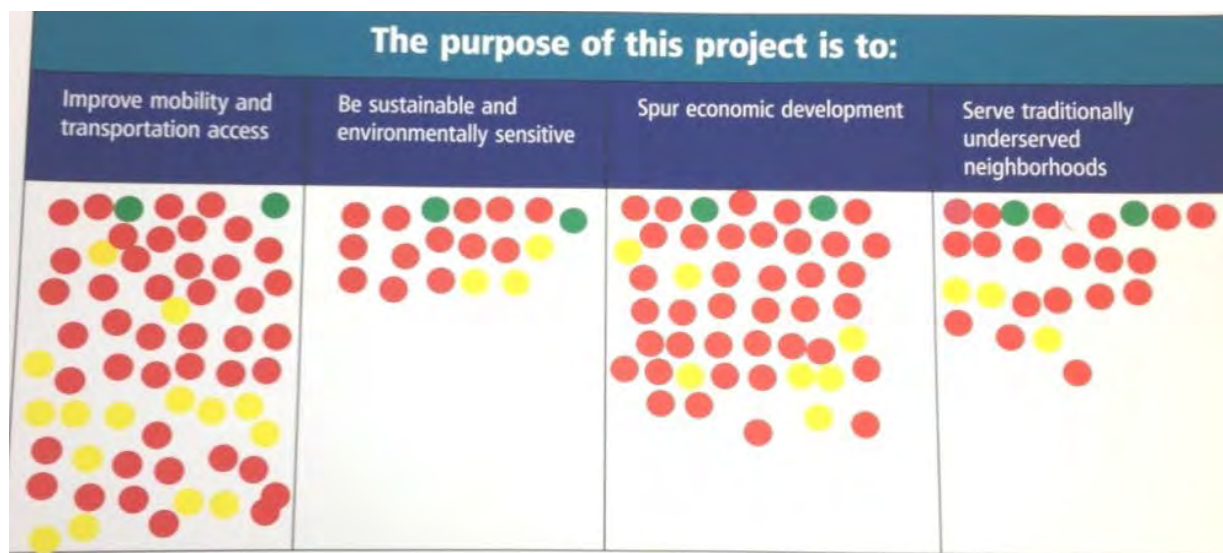 The purpose of this project is to:
Improve mobility and
transportation access
Be sustainable and
environmentally sensitive
Spur economic development
Serve traditionally
underserved
neighborhoods